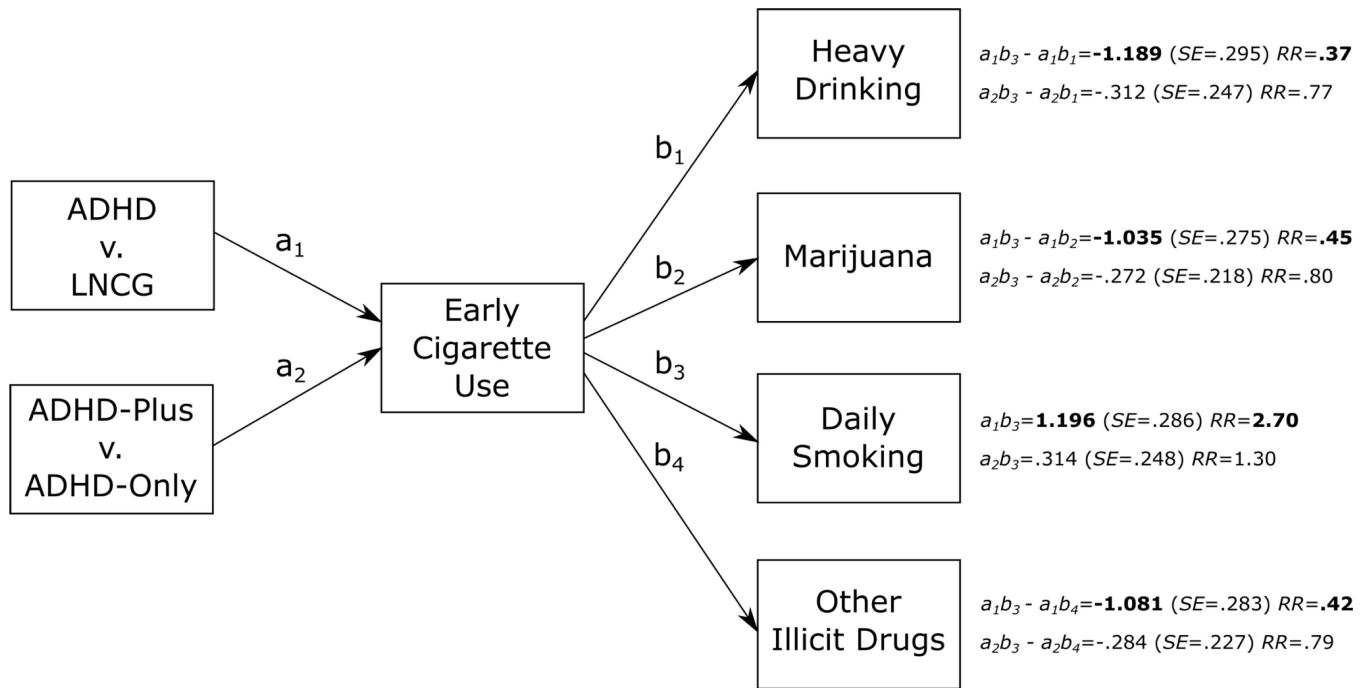 ADHD
v.
LNCG
ADHD-Plus
v.
ADHD-Only
a₁
a₂
Early
Cigarette
Use
b₁
b₂
b₃
b₄
Heavy
Drinking
a₁b₃ - a₁b₁=-1.189 (SE=.295) RR=.37
a₂b₃ - a₂b₁=-.312 (SE=.247) RR=.77
Marijuana
a₁b₃ - a₁b₂=-1.035 (SE=.275) RR=.45
a₂b₃ - a₂b₂=-.272 (SE=.218) RR=.80
Daily
Smoking
a₁b₃=1.196 (SE=.286) RR=2.70
a₂b₃=.314 (SE=.248) RR=1.30
Other
Illicit Drugs
a₁b₃ - a₁b₄=-1.081 (SE=.283) RR=.42
a₂b₃ - a₂b₄=-.284 (SE=.227) RR=.79